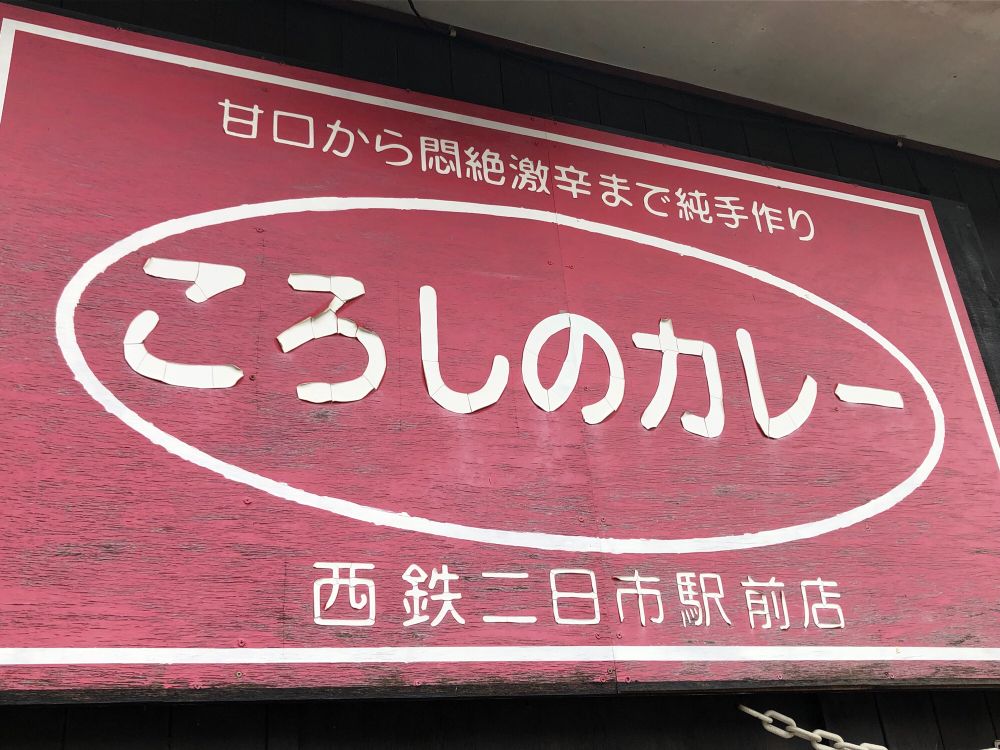 甘口から悶絶激辛まで純手作り
ころしのカレー
西鉄二日市駅前店